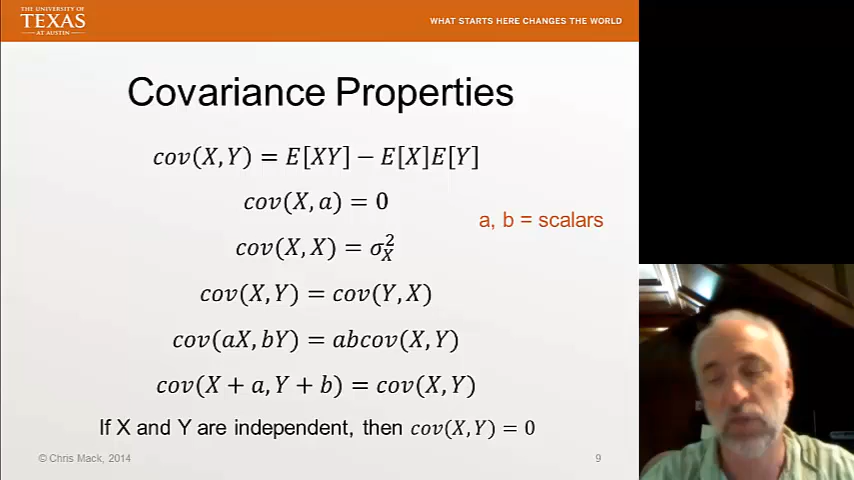 THE UNIVERSITY OF
TEXAS
AT AUSTIN
WHAT STARTS HERE CHANGES THE WORLD
Covariance Properties
cov(X,Y) = E[XY] − E[X]E[Y]
cov(X,a) = 0
a, b = scalars
cov(X,X) = σ_X^2
cov(X,Y) = cov(Y,X)
cov(aX,bY) = abcov(X,Y)
cov(X + a,Y + b) = cov(X,Y)
If X and Y are independent, then cov(X,Y) = 0
© Chris Mack, 2014
9